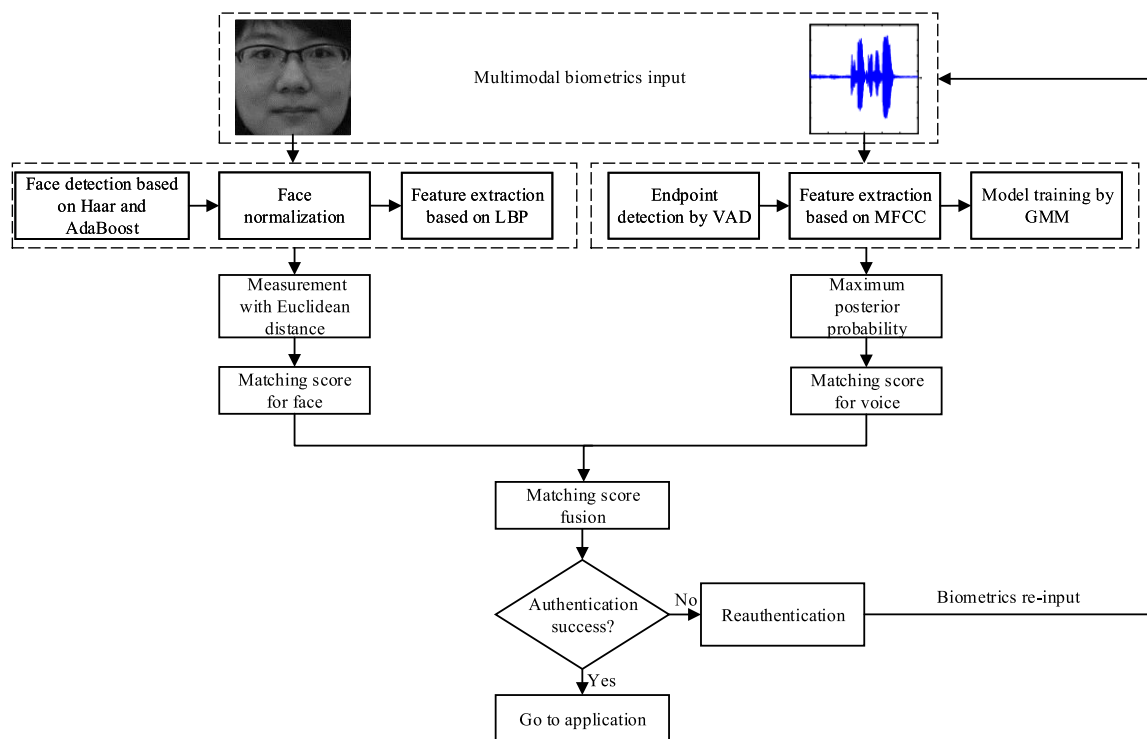 Multimodal biometrics input
Face detection based
on Haar and
AdaBoost
Face
normalization
Feature extraction
based on LBP
Endpoint
detection by VAD
Feature extraction
based on MFCC
Model training by
GMM
Measurement
with Euclidean
distance
Maximum
posterior
probability
Matching score
for face
Matching score
for voice
Matching score
fusion
Authentication
success?
No
Reauthentication
Biometrics re-input
Yes
Go to application